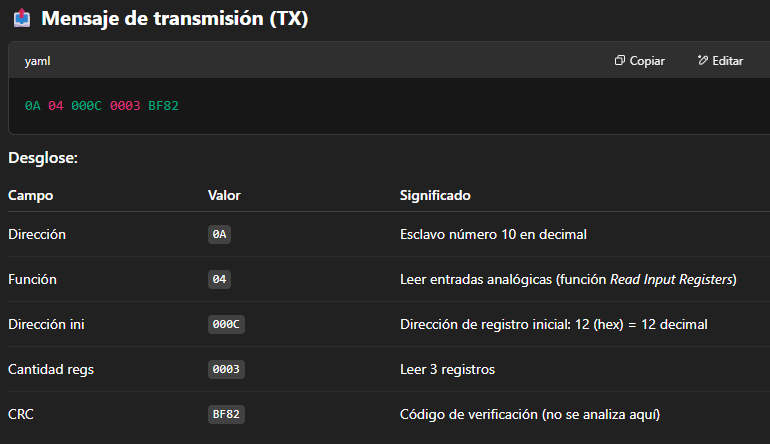 Mensaje de transmisión (TX)
yaml Copiar Editar
0A 04 000C 0003 BF82
Desglose:
Campo Valor Significado
Dirección 0A Esclavo número 10 en decimal
Función 04 Leer entradas analógicas (función Read Input Registers)
Dirección ini 000C Dirección de registro inicial: 12 (hex) = 12 decimal
Cantidad regs 0003 Leer 3 registros
CRC BF82 Código de verificación (no se analiza aquí)